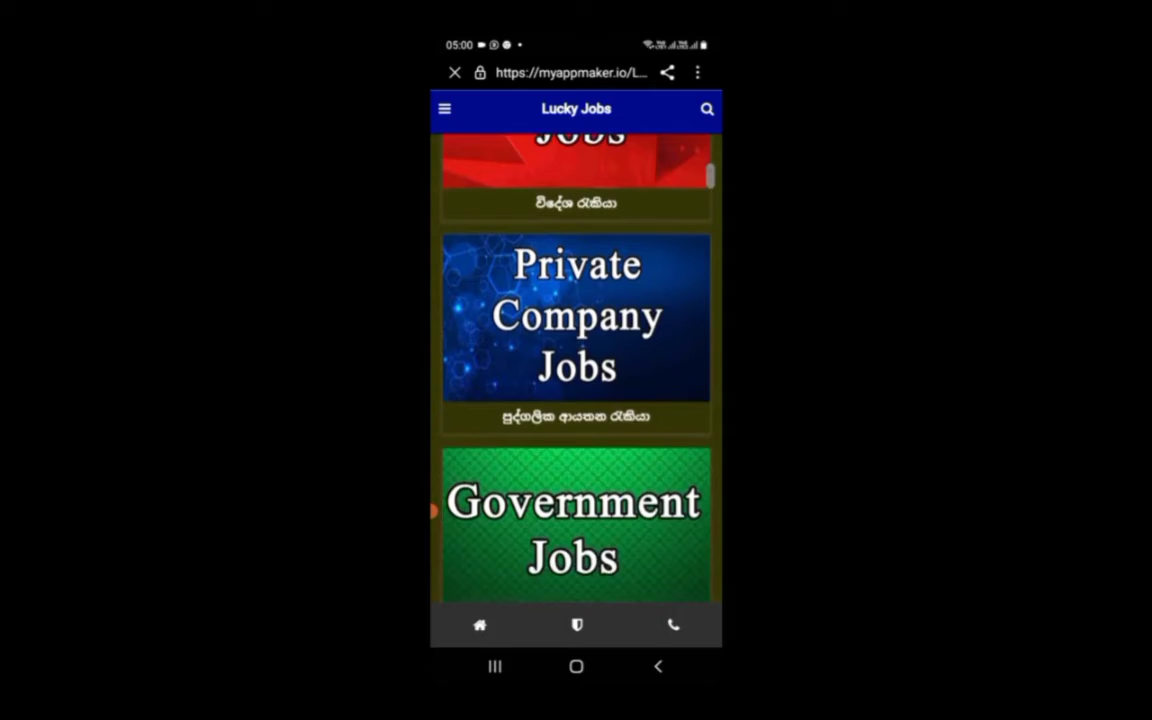 05:00
https://myappmaker.io/L...
Lucky Jobs
Jobs
විදේශ රැකියා
Private
Company
Jobs
පුද්ගලික ආයතන රැකියා
Government
Jobs